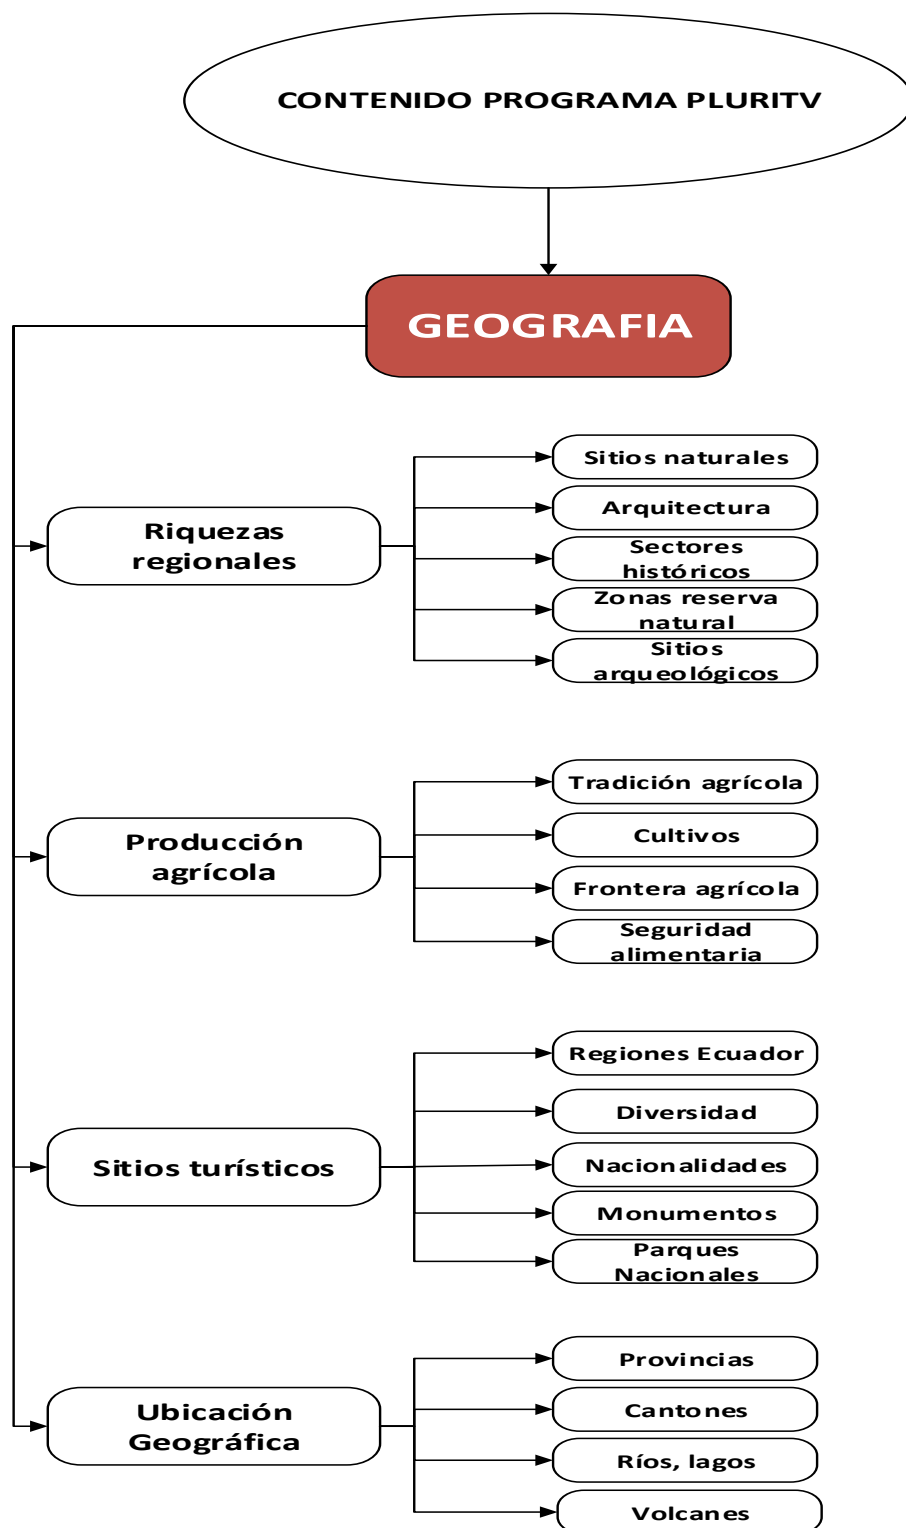 CONTENIDO PROGRAMA PLURITV
GEOGRAFIA
Riquezas
regionales
Sitios naturales
Arquitectura
Sectores
históricos
Zonas reserva
natural
Sitios
arqueológicos
Producción
agrícola
Tradición agrícola
Cultivos
Frontera agrícola
Seguridad
alimentaria
Sitios turísticos
Regiones Ecuador
Diversidad
Nacionalidades
Monumentos
Parques
Nacionales
Ubicación
Geográfica
Provincias
Cantones
Ríos, lagos
Volcanes